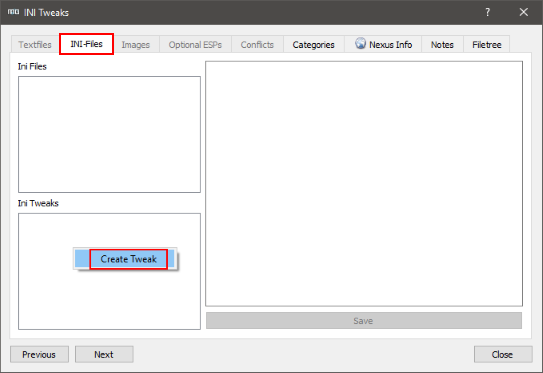 INI Tweaks
Textfiles INI-Files Images Optional ESPs Conflicts Categories Nexus Info Notes Filetree
Ini Files
Ini Tweaks
Create Tweak
Save
Previous Next Close